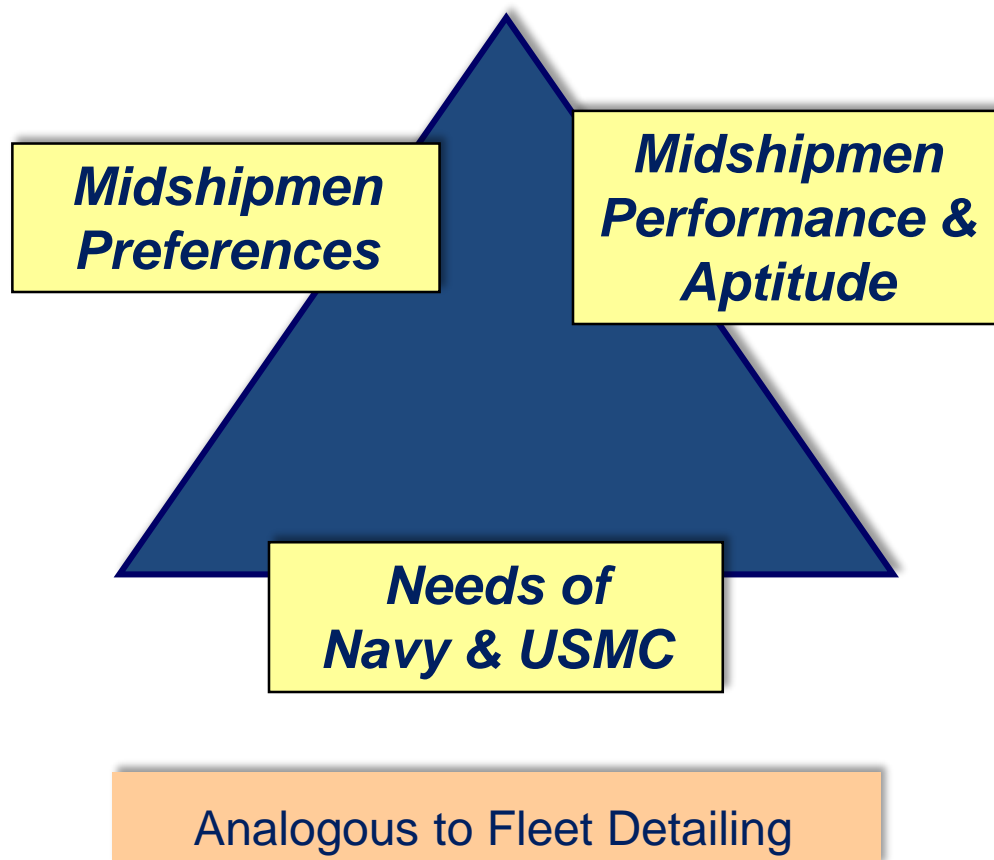 Midshipmen
Preferences
Midshipmen
Performance &
Aptitude
Needs of
Navy & USMC
Analogous to Fleet Detailing